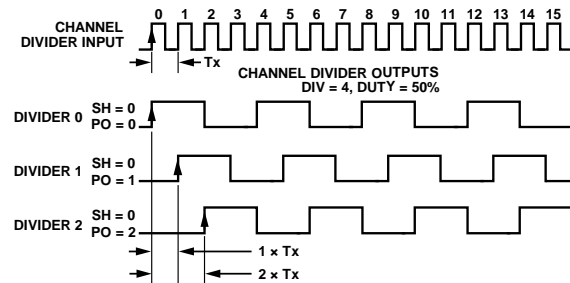 0 1 2 3 4 5 6 7 8 9 10 11 12 13 14 15
CHANNEL
DIVIDER INPUT
Tx
CHANNEL DIVIDER OUTPUTS
DIV = 4, DUTY = 50%
DIVIDER 0
SH = 0
PO = 0
DIVIDER 1
SH = 0
PO = 1
DIVIDER 2
SH = 0
PO = 2
1 × Tx
2 × Tx